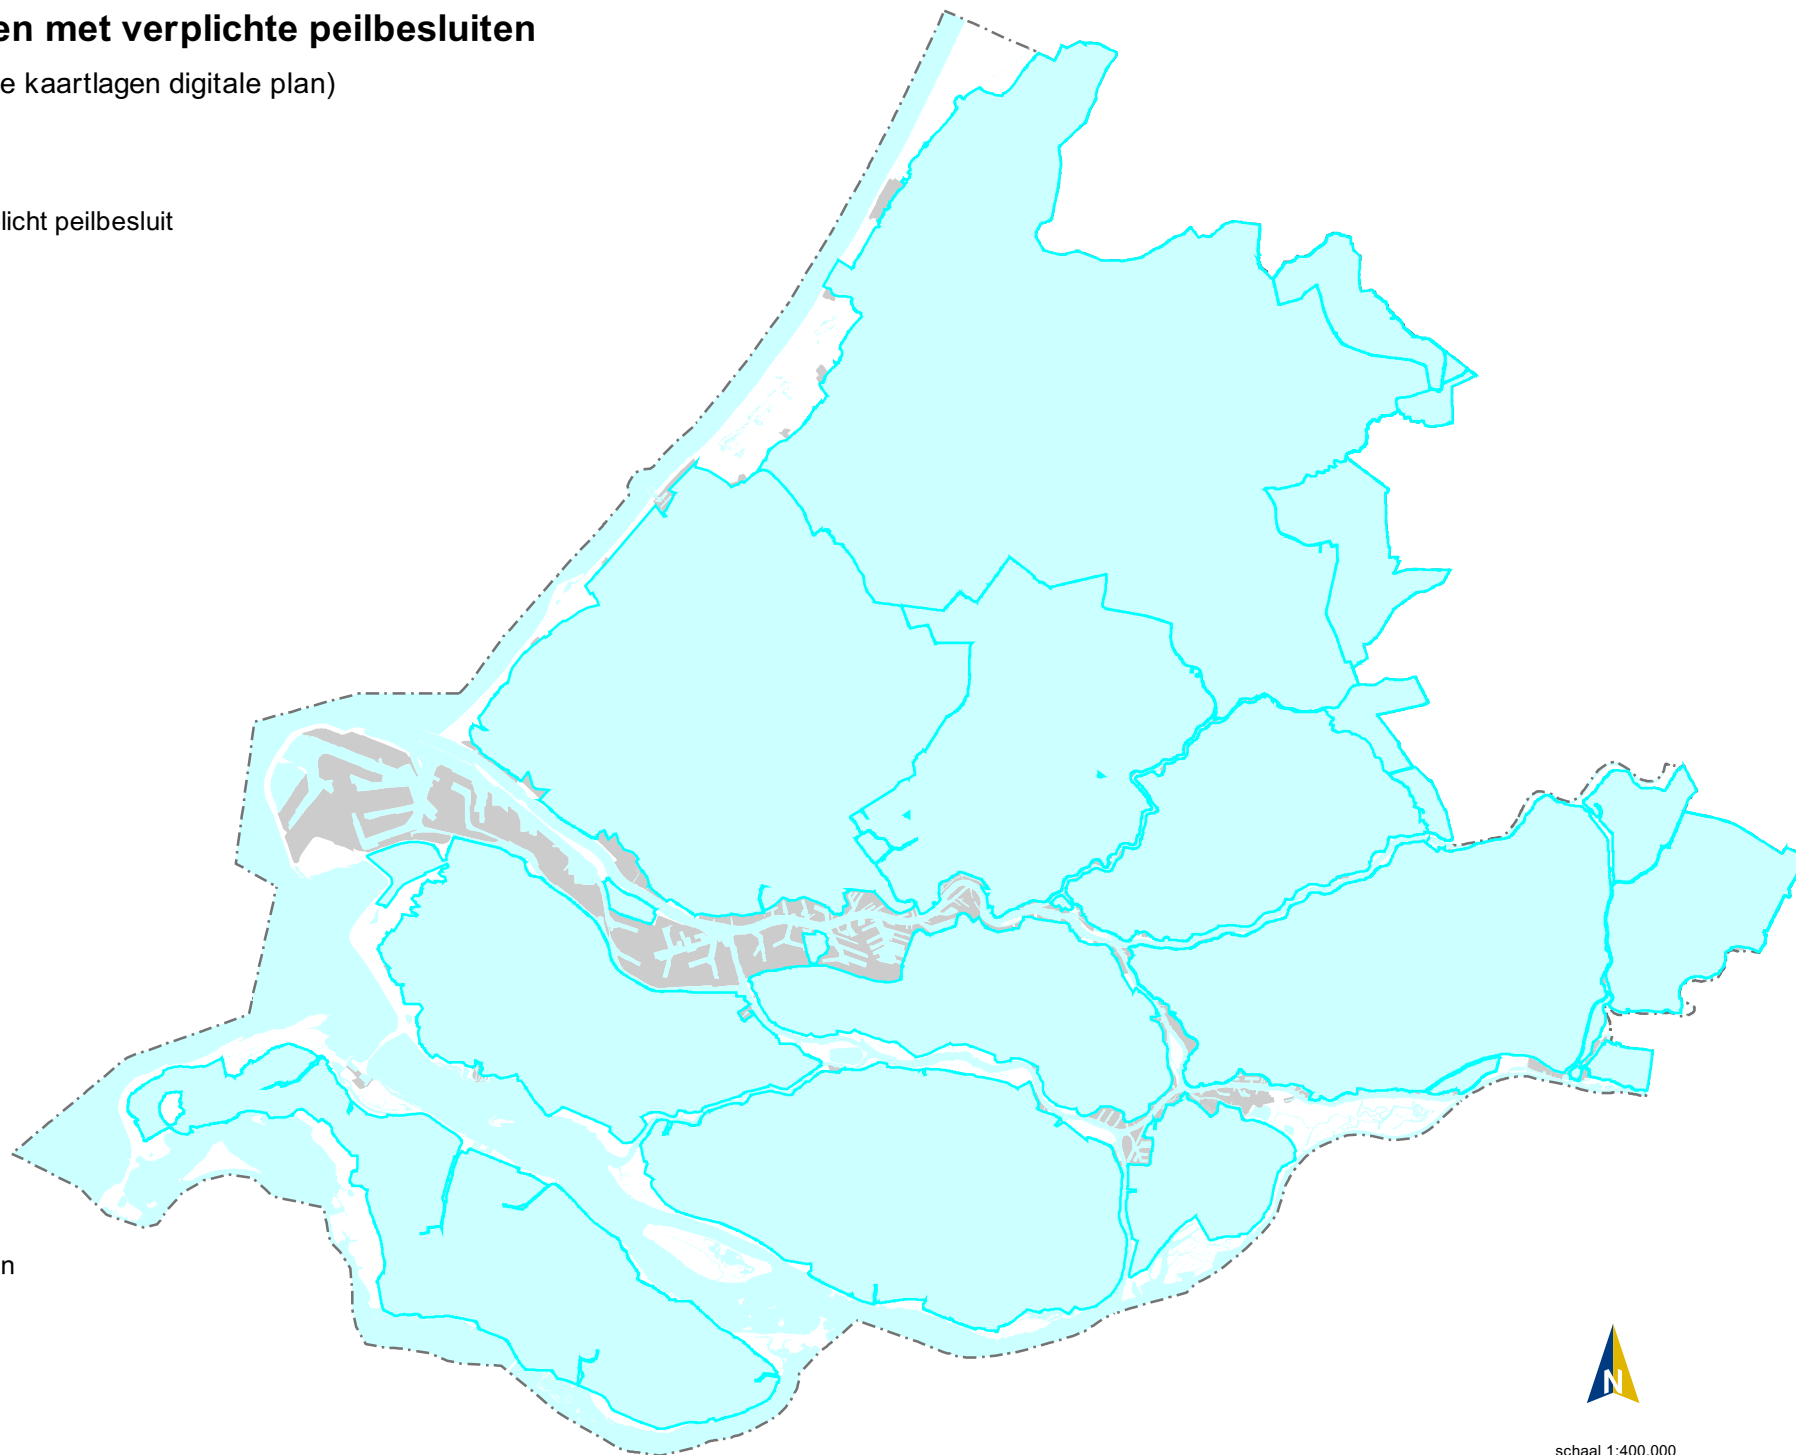 en met verplichte peilbesluiten
e kaartlagen digitale plan)
licht peilbesluit
n
N
schaal 1:400.000